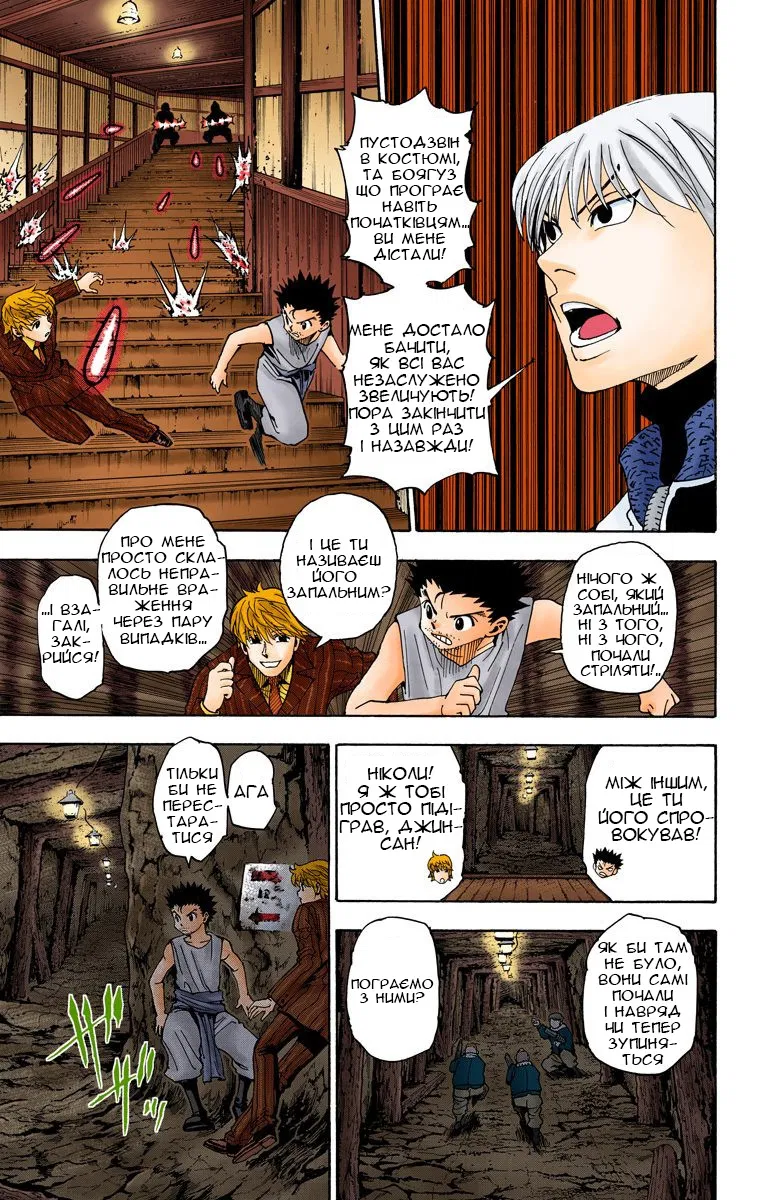 ПУСТОДЗВІН
В КОСТЮМІ,
ТА БОЯГУЗ
ЩО ПРОГРАЄ
НАВІТЬ
ПОЧАТКІВЦЯМ...
ВИ МЕНЕ
ДІСТАЛИ!
МЕНЕ ДОСТАЛО
БАЧИТИ,
ЯК ВСІ ВАС
НЕЗАСЛУЖЕНО
ЗВЕЛИЧУЮТЬ!
ПОРА ЗАКІНЧИТИ
З ЦИМ РАЗ
І НАЗАВЖДИ!
НІЧОГО Ж
СОБІ, ЯКИЙ
ЗАПАЛЬНИЙ...
НІ З ТОГО,
НІ З ЧОГО,
ПОЧАЛИ
СТРІЛЯТИ!..
І ЦЕ ТИ
НАЗИВАЄШ
ЙОГО
ЗАПАЛЬНИМ?
ПРО МЕНЕ
ПРОСТО СКЛА-
ЛОСЬ НЕПРА-
ВИЛЬНЕ ВРА-
ЖЕННЯ
ЧЕРЕЗ ПАРУ
ВИПАДКІВ...
...І ВЗА-
ГАЛІ,
ЗАК-
РИЙСЯ!
МІЖ ІНШИМ,
ЦЕ ТИ
ЙОГО СПРО-
ВОКУВАВ!
НІКОЛИ!
Я Ж ТОБІ
ПРОСТО ПІДІ-
ГРАВ, ДЖИН-
САН!
ЯК БИ ТАМ
НЕ БУЛО,
ВОНИ САМІ
ПОЧАЛИ
І НАВРЯД
ЧИ ТЕПЕР
ЗУПИНЯ-
ТЬСЯ
ПОГРАЄМО
З НИМИ?
АГА
ТІЛЬКИ
БИ НЕ
ПЕРЕС-
ТАРА-
ТИСЯ